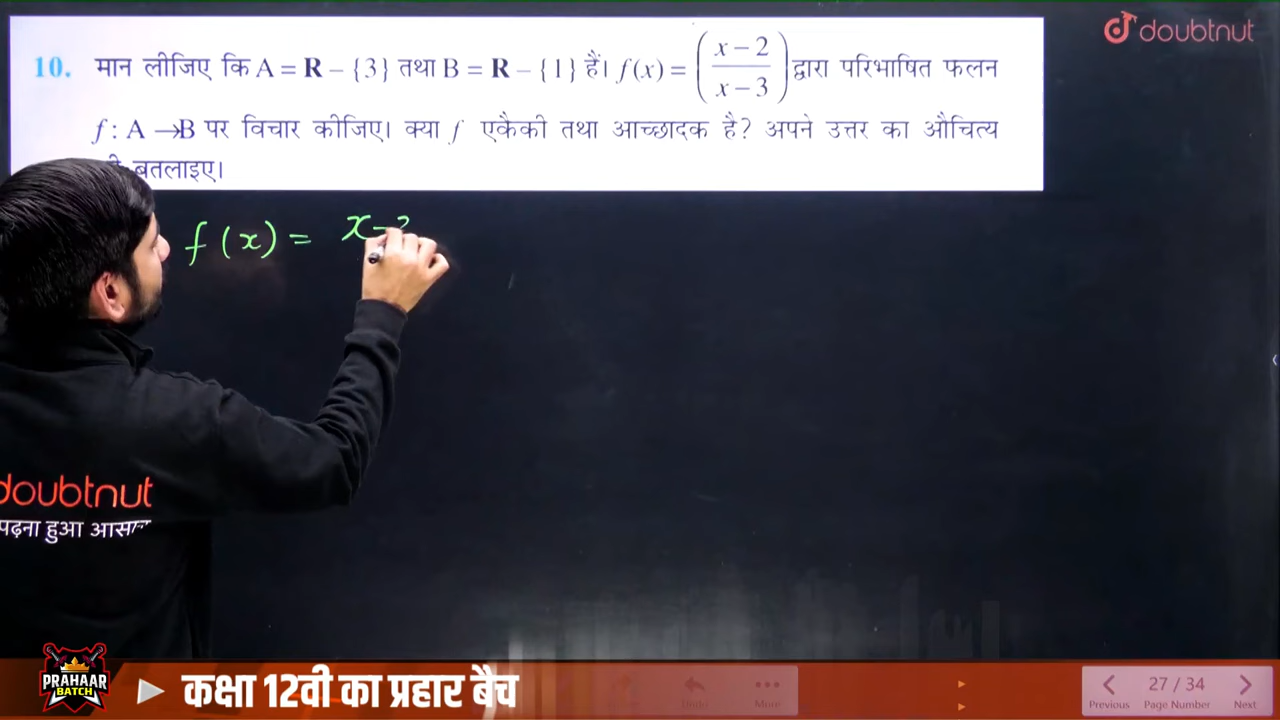 doubtnut
10. मान लीजिए कि A = R – {3} तथा B = R – {1} हैं। f(x) = (x – 2 / x – 3) द्वारा परिभाषित फलन
f : A → B पर विचार कीजिए। क्या f एकैकी तथा आच्छादक है? अपने उत्तर का औचित्य
बतलाइए।
f(x) = x –
doubtnut
पढ़ना हुआ
PRAHAAR
BATCH
कक्षा 12वी का प्रहार बैच
Undo
More
27 / 34
Previous Page Number Next